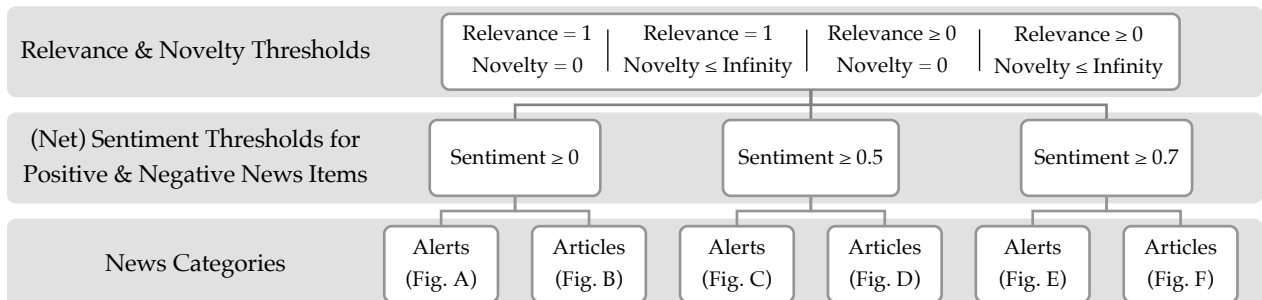 Relevance & Novelty Thresholds
Relevance = 1
Novelty = 0
Relevance = 1
Novelty ≤ Infinity
Relevance ≥ 0
Novelty = 0
Relevance ≥ 0
Novelty ≤ Infinity
(Net) Sentiment Thresholds for
Positive & Negative News Items
Sentiment ≥ 0
Sentiment ≥ 0.5
Sentiment ≥ 0.7
News Categories
Alerts
(Fig. A)
Articles
(Fig. B)
Alerts
(Fig. C)
Articles
(Fig. D)
Alerts
(Fig. E)
Articles
(Fig. F)